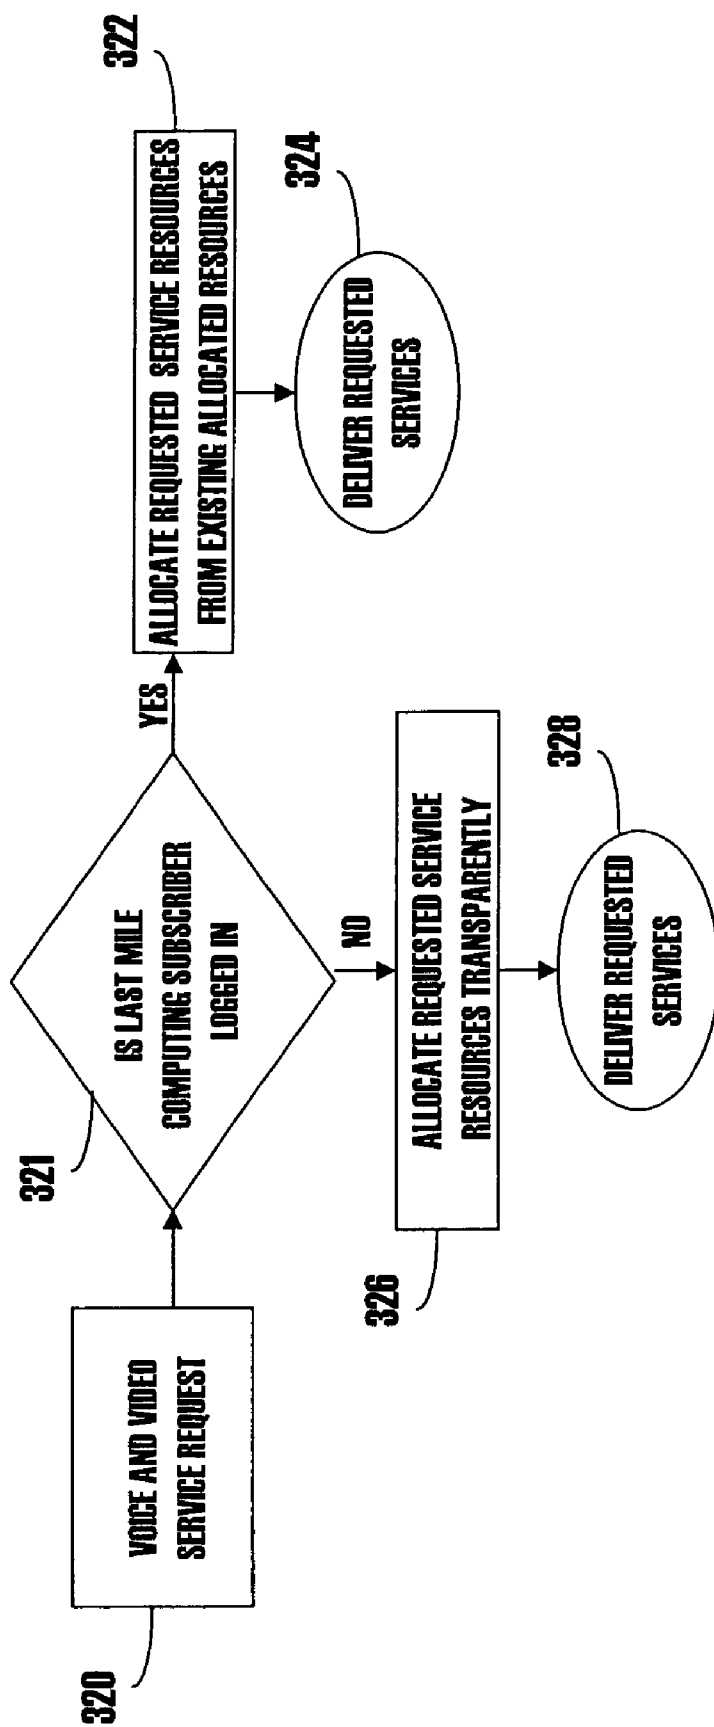 320
VOICE AND VIDEO
SERVICE REQUEST
321
IS LAST MILE
COMPUTING SUBSCRIBER
LOGGED IN
YES
322
ALLOCATE REQUESTED SERVICE RESOURCES
FROM EXISTING ALLOCATED RESOURCES
324
DELIVER REQUESTED
SERVICES
NO
326
ALLOCATE REQUESTED SERVICE
RESOURCES TRANSPARENTLY
328
DELIVER REQUESTED
SERVICES